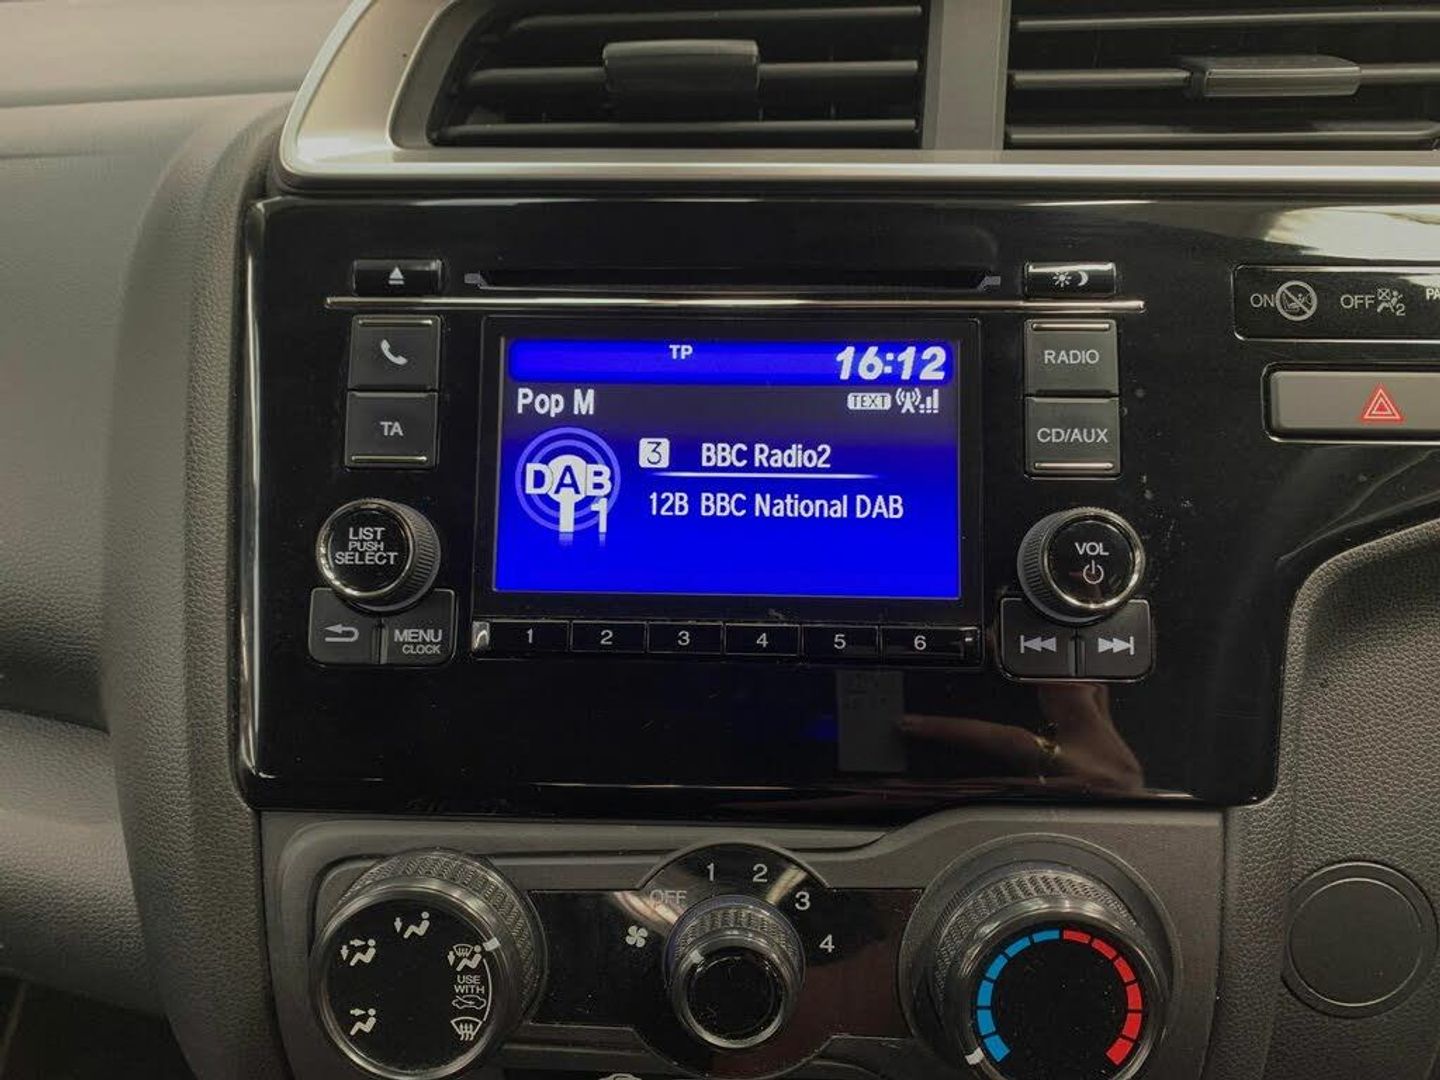 ON OFF 2 PA
RADIO
TP 16:12
Pop M TEXT
TA
CD/AUX
3 BBC Radio2
DAB 1
12B BBC National DAB
LIST
PUSH
SELECT
VOL
MENU
CLOCK
1 2 3 4 5 6
OFF 1 2 3 4
USE
WITH